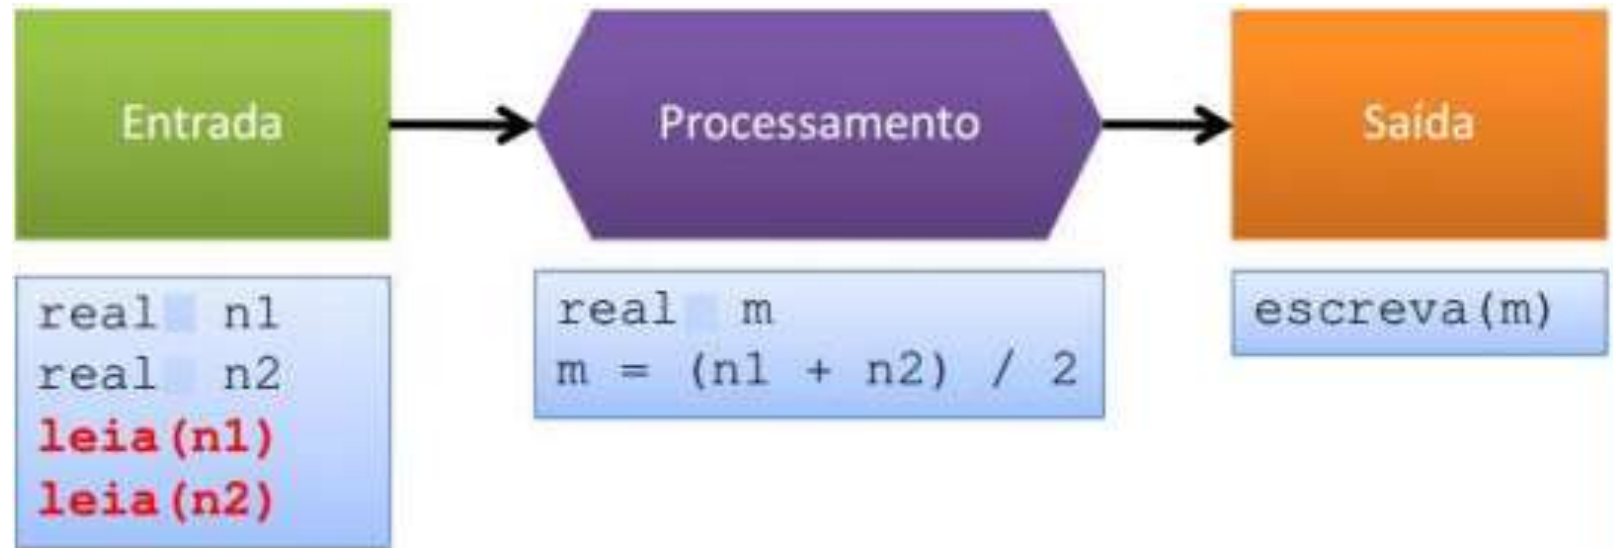 Entrada
Processamento
Saída
real n1
real n2
leia(n1)
leia(n2)
real m
m = (n1 + n2) / 2
escreva(m)